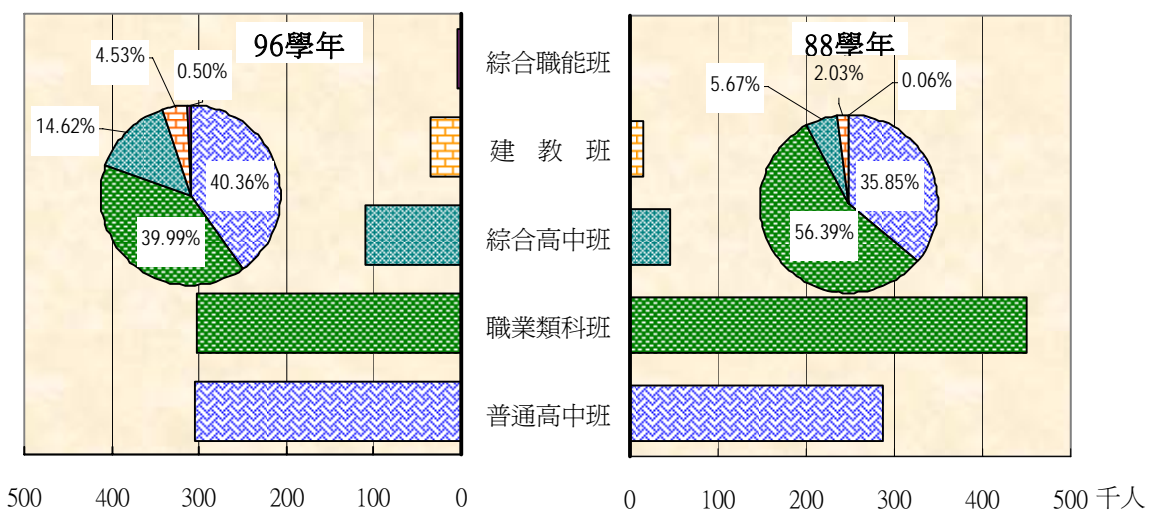 96學年
4.53%
0.50%
14.62%
40.36%
39.99%
綜合職能班
建 教 班
綜合高中班
職業類科班
普通高中班
88學年
5.67%
2.03%
0.06%
35.85%
56.39%
500 400 300 200 100 0
0 100 200 300 400 500 千人